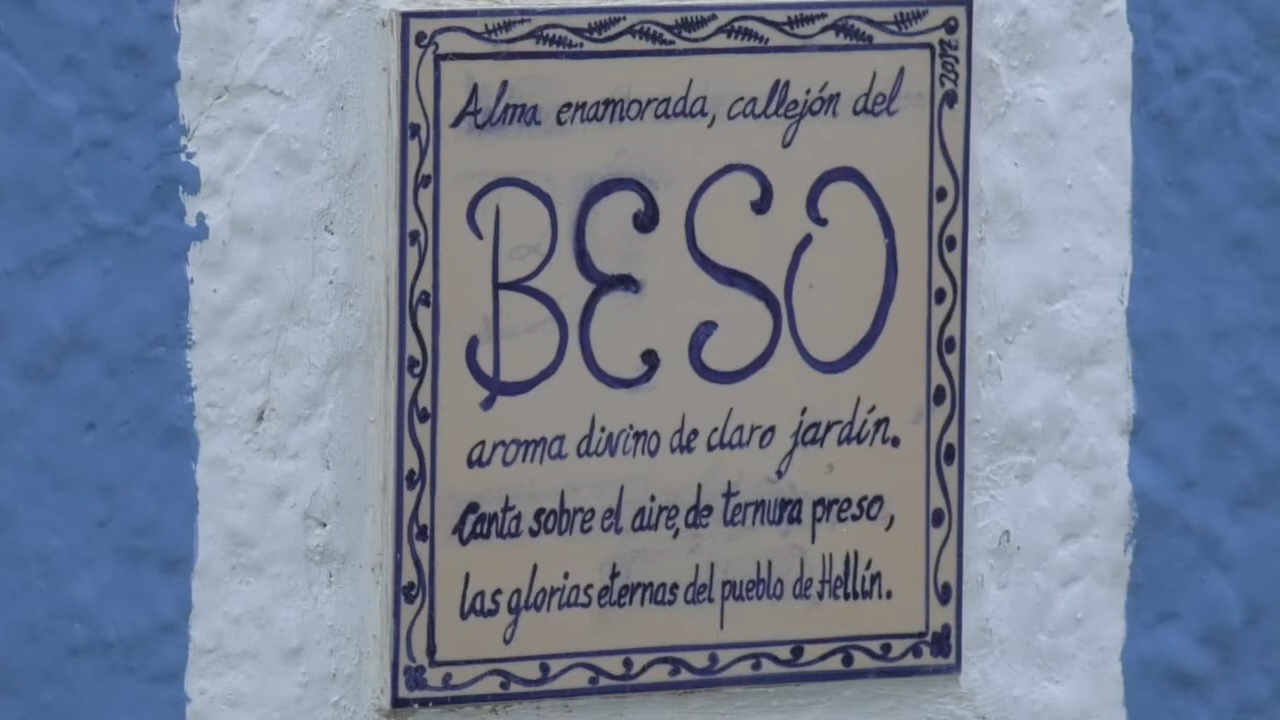 Alma enamorada, callejón del
BESO
aroma divino de claro jardín.
Canta sobre el aire, de ternura preso,
las glorias eternas del pueblo de Hellín.